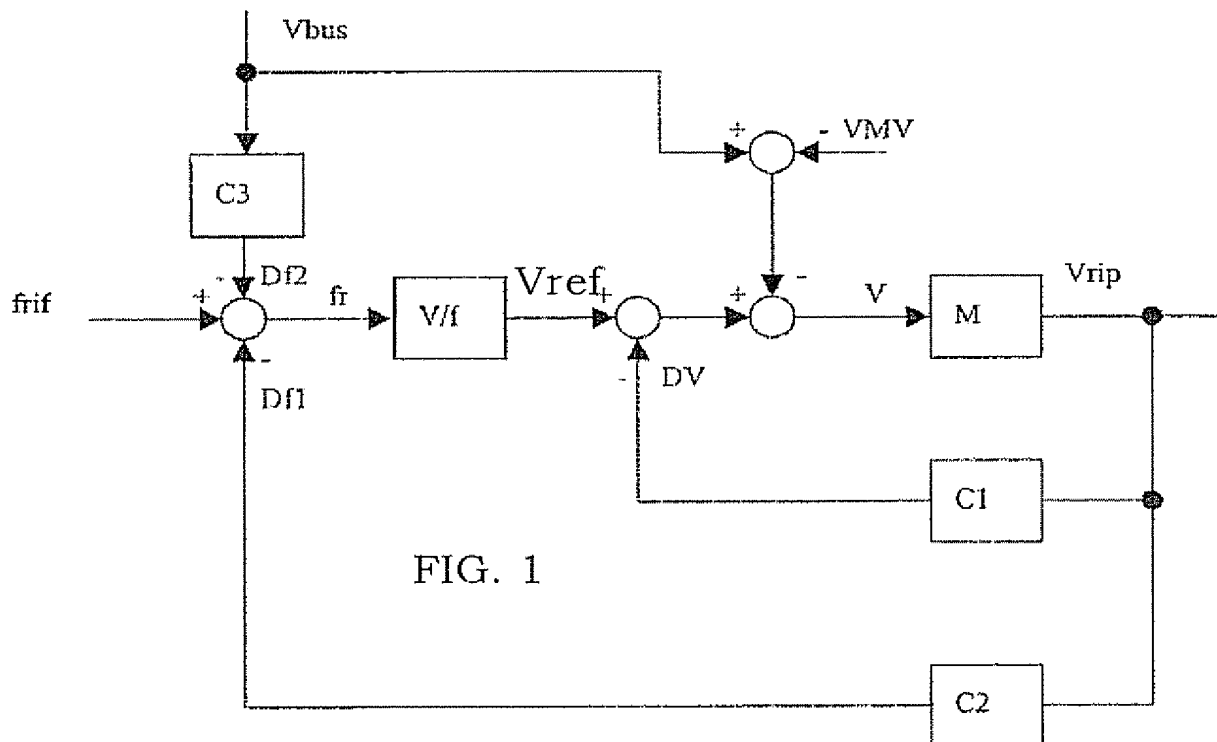 Vbus
+
- VMV
C3
- Df2
-
Vrip
frif
+
fr
V/f
Vref
+
+
V
M
-
Df1
-
DV
C1
FIG. 1
C2